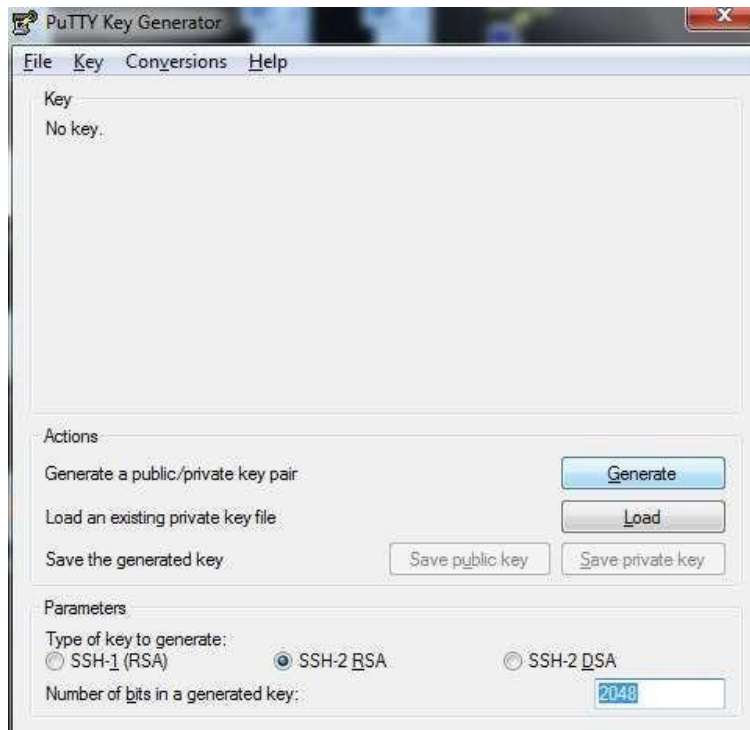 PuTTY Key Generator
File Key Conversions Help
Key
No key.
Actions
Generate a public/private key pair Generate
Load an existing private key file Load
Save the generated key Save public key Save private key
Parameters
Type of key to generate:
SSH-1 (RSA) SSH-2 RSA SSH-2 DSA
Number of bits in a generated key: 2048